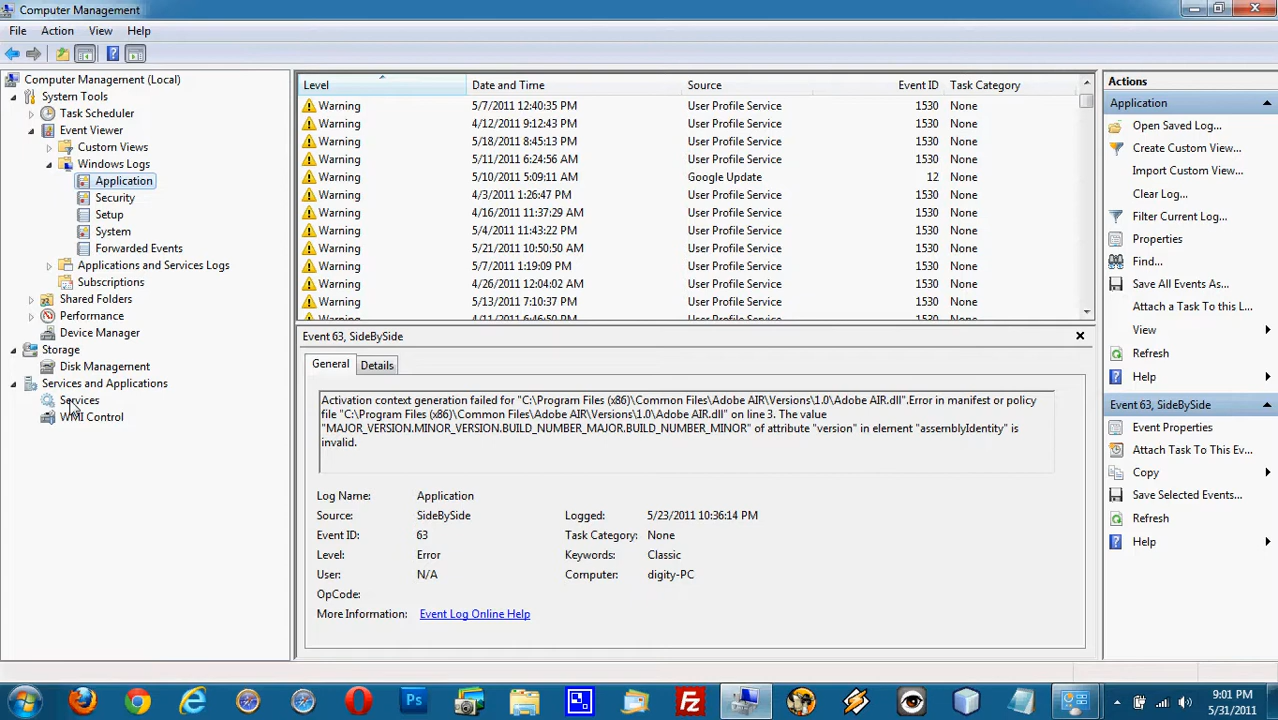 Computer Management
File Action View Help
Computer Management (Local)
System Tools
Task Scheduler
Event Viewer
Custom Views
Windows Logs
Application
Security
Setup
System
Forwarded Events
Applications and Services Logs
Subscriptions
Shared Folders
Performance
Device Manager
Storage
Disk Management
Services and Applications
Services
WMI Control
Level Date and Time Source Event ID Task Category
Warning 5/7/2011 12:40:35 PM User Profile Service 1530 None
Warning 4/12/2011 9:12:43 PM User Profile Service 1530 None
Warning 5/18/2011 8:45:13 PM User Profile Service 1530 None
Warning 5/11/2011 6:24:56 AM User Profile Service 1530 None
Warning 5/10/2011 5:09:11 AM Google Update 12 None
Warning 4/3/2011 1:26:47 PM User Profile Service 1530 None
Warning 4/16/2011 11:37:29 AM User Profile Service 1530 None
Warning 5/4/2011 11:43:22 PM User Profile Service 1530 None
Warning 5/21/2011 10:50:50 AM User Profile Service 1530 None
Warning 5/7/2011 1:19:09 PM User Profile Service 1530 None
Warning 4/26/2011 12:04:02 AM User Profile Service 1530 None
Warning 5/13/2011 7:10:37 PM User Profile Service 1530 None
Warning 4/11/2011 6:46:50 PM User Profile Service 1530 None
Event 63, SideBySide
General Details
Activation context generation failed for "C:\Program Files (x86)\Common Files\Adobe AIR\Versions\1.0\Adobe AIR.dll".Error in manifest or policy
file "C:\Program Files (x86)\Common Files\Adobe AIR\Versions\1.0\Adobe AIR.dll" on line 3. The value
"MAJOR_VERSION.MINOR_VERSION.BUILD_NUMBER_MAJOR.BUILD_NUMBER_MINOR" of attribute "version" in element "assemblyIdentity" is
invalid.
Log Name: Application
Source: SideBySide Logged: 5/23/2011 10:36:14 PM
Event ID: 63 Task Category: None
Level: Error Keywords: Classic
User: N/A Computer: digity-PC
OpCode:
More Information: Event Log Online Help
Actions
Application
Open Saved Log...
Create Custom View...
Import Custom View...
Clear Log...
Filter Current Log...
Properties
Find...
Save All Events As...
Attach a Task To this L...
View
Refresh
Help
Event 63, SideBySide
Event Properties
Attach Task To This Ev...
Copy
Save Selected Events...
Refresh
Help
Ps
Fz
9:01 PM
5/31/2011